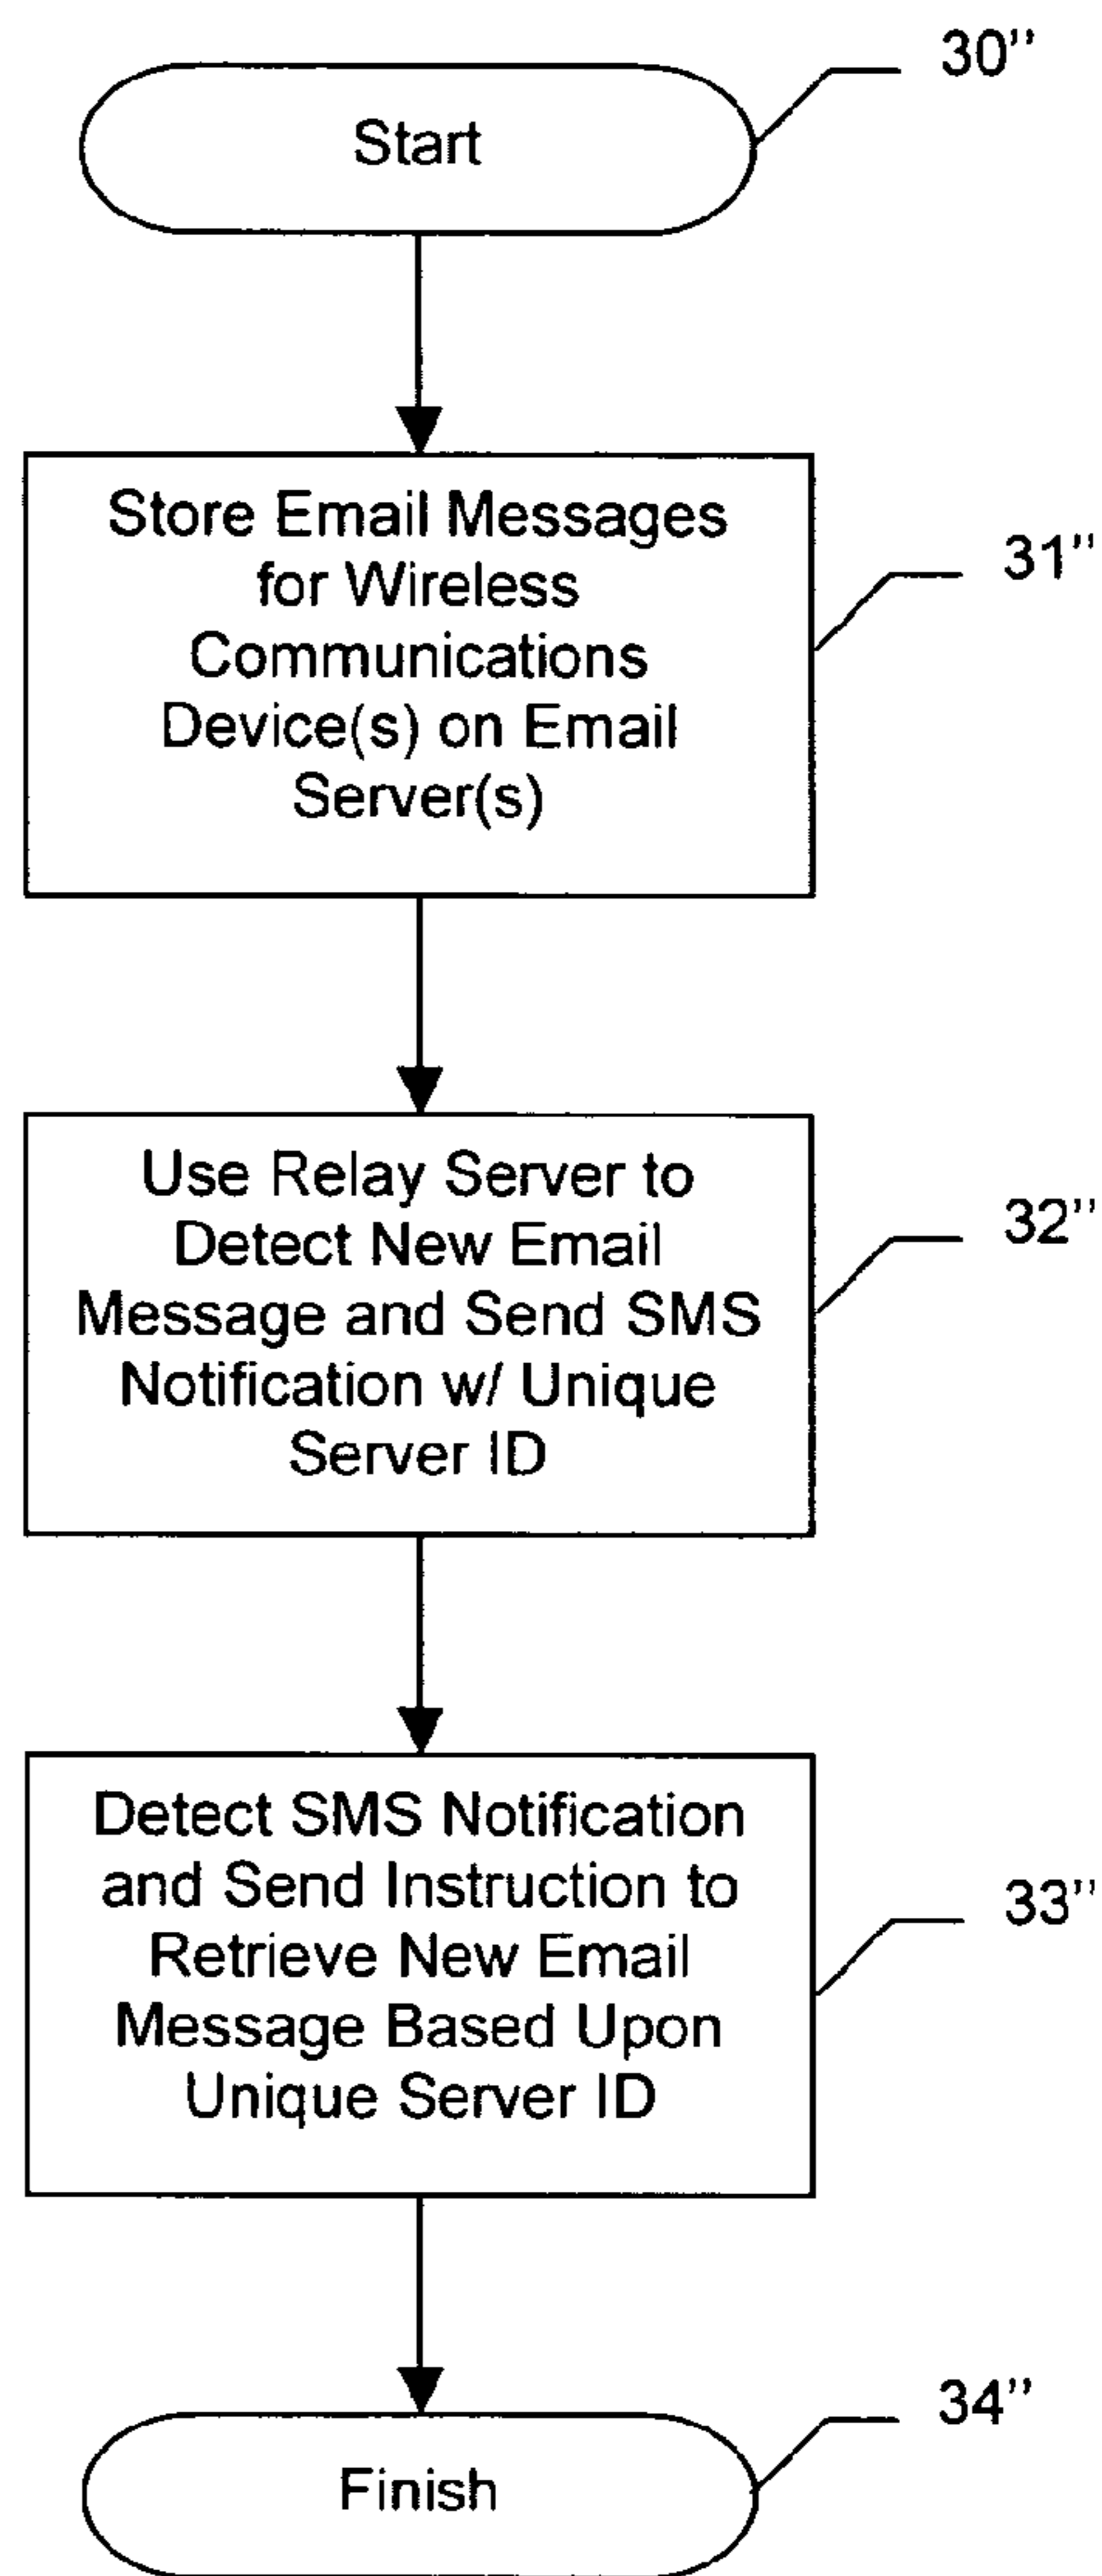 30''
Start
Store Email Messages
for Wireless
Communications
Device(s) on Email
Server(s)
31''
Use Relay Server to
Detect New Email
Message and Send SMS
Notification w/ Unique
Server ID
32''
Detect SMS Notification
and Send Instruction to
Retrieve New Email
Message Based Upon
Unique Server ID
33''
34''
Finish